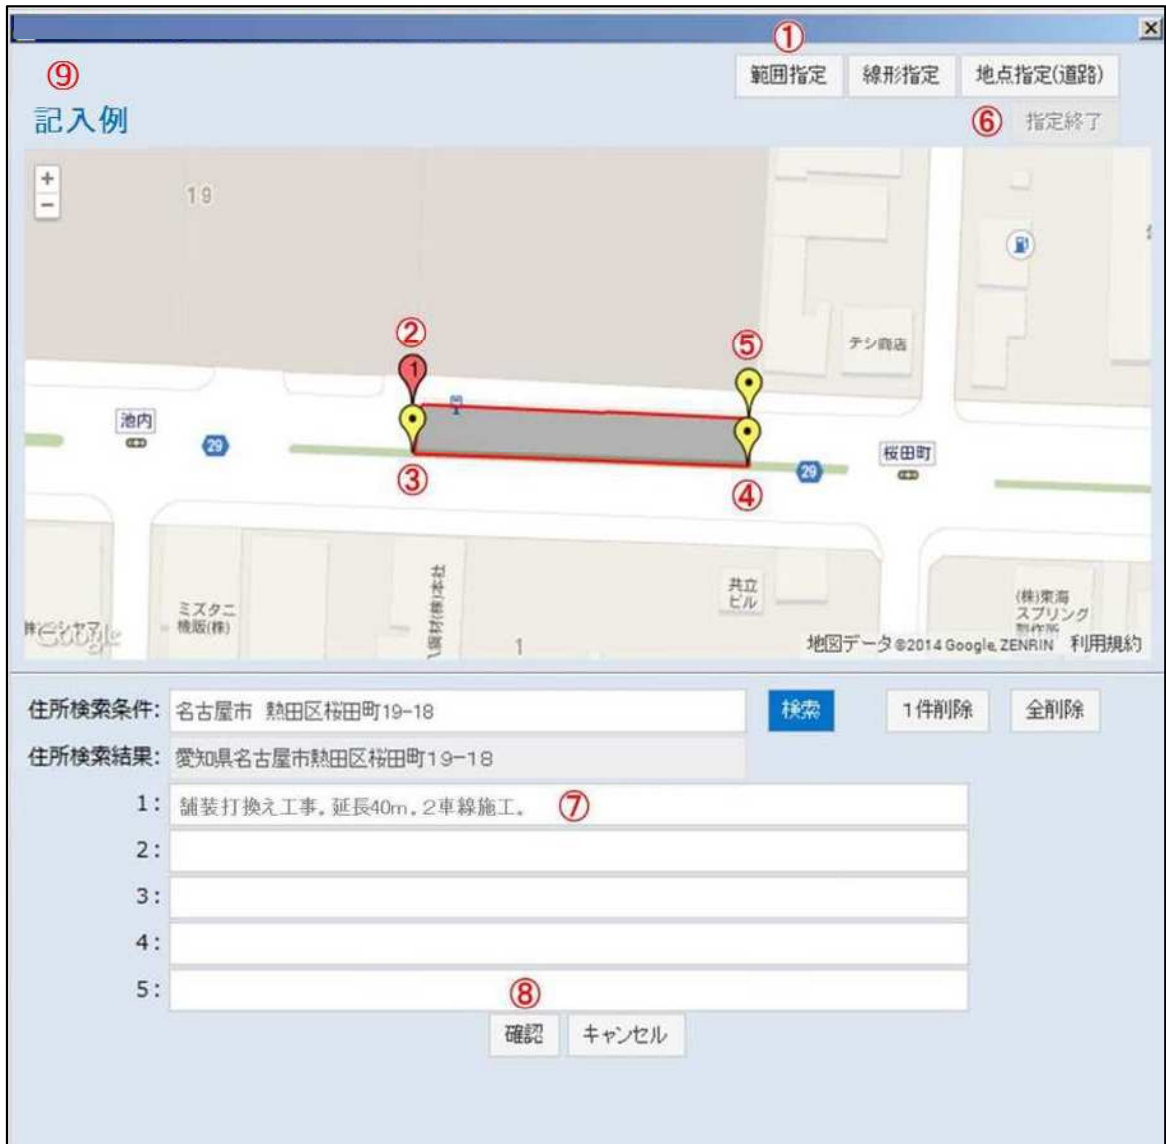 ①
範囲指定 線形指定 地点指定(道路)
⑨
記入例
⑥ 指定終了
+
−
19
② ⑤
1
テシ商店
池内
29
29
桜田町
③ ④
共立
ビル
ミズタニ
機販(株)
(株)東海
スプリング
製作所
1
Google
地図データ ©2014 Google, ZENRIN 利用規約
住所検索条件: 名古屋市 熱田区桜田町19-18 検索 1件削除 全削除
住所検索結果: 愛知県名古屋市熱田区桜田町19-18
1: 舗装打換え工事。延長40m。2車線施工。 ⑦
2:
3:
4:
5:
⑧
確認 キャンセル